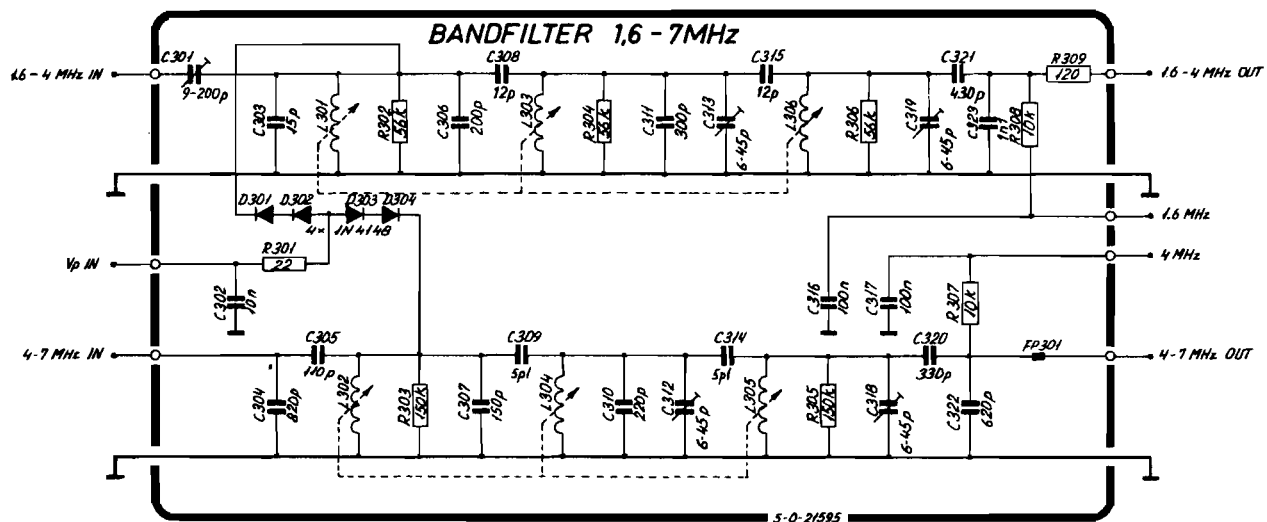 BANDFILTER 1,6 - 7MHz
1.6 - 4 MHz IN
C301
9-200p
C303
15p
L301
R302
56k
C306
200p
C308
12p
L303
R304
56k
C311
300p
C313
6-45p
C315
12p
L306
R306
56k
C319
6-45p
C321
430p
C323
1n1
R308
10k
R309
120
1.6-4 MHz OUT
D301
D302
D303
D304
4x 1N4148
1.6 MHz
Vp IN
R301
22
C302
10n
C316
100n
C317
100n
R307
10k
4 MHz
4-7 MHz IN
C304
820p
C305
110p
L302
R303
150k
C307
150p
C309
5p1
L304
C310
220p
C312
6-45p
C314
5p1
L305
R305
150k
C318
6-45p
C320
330p
C322
620p
FP301
4-7 MHz OUT
5-0-21595